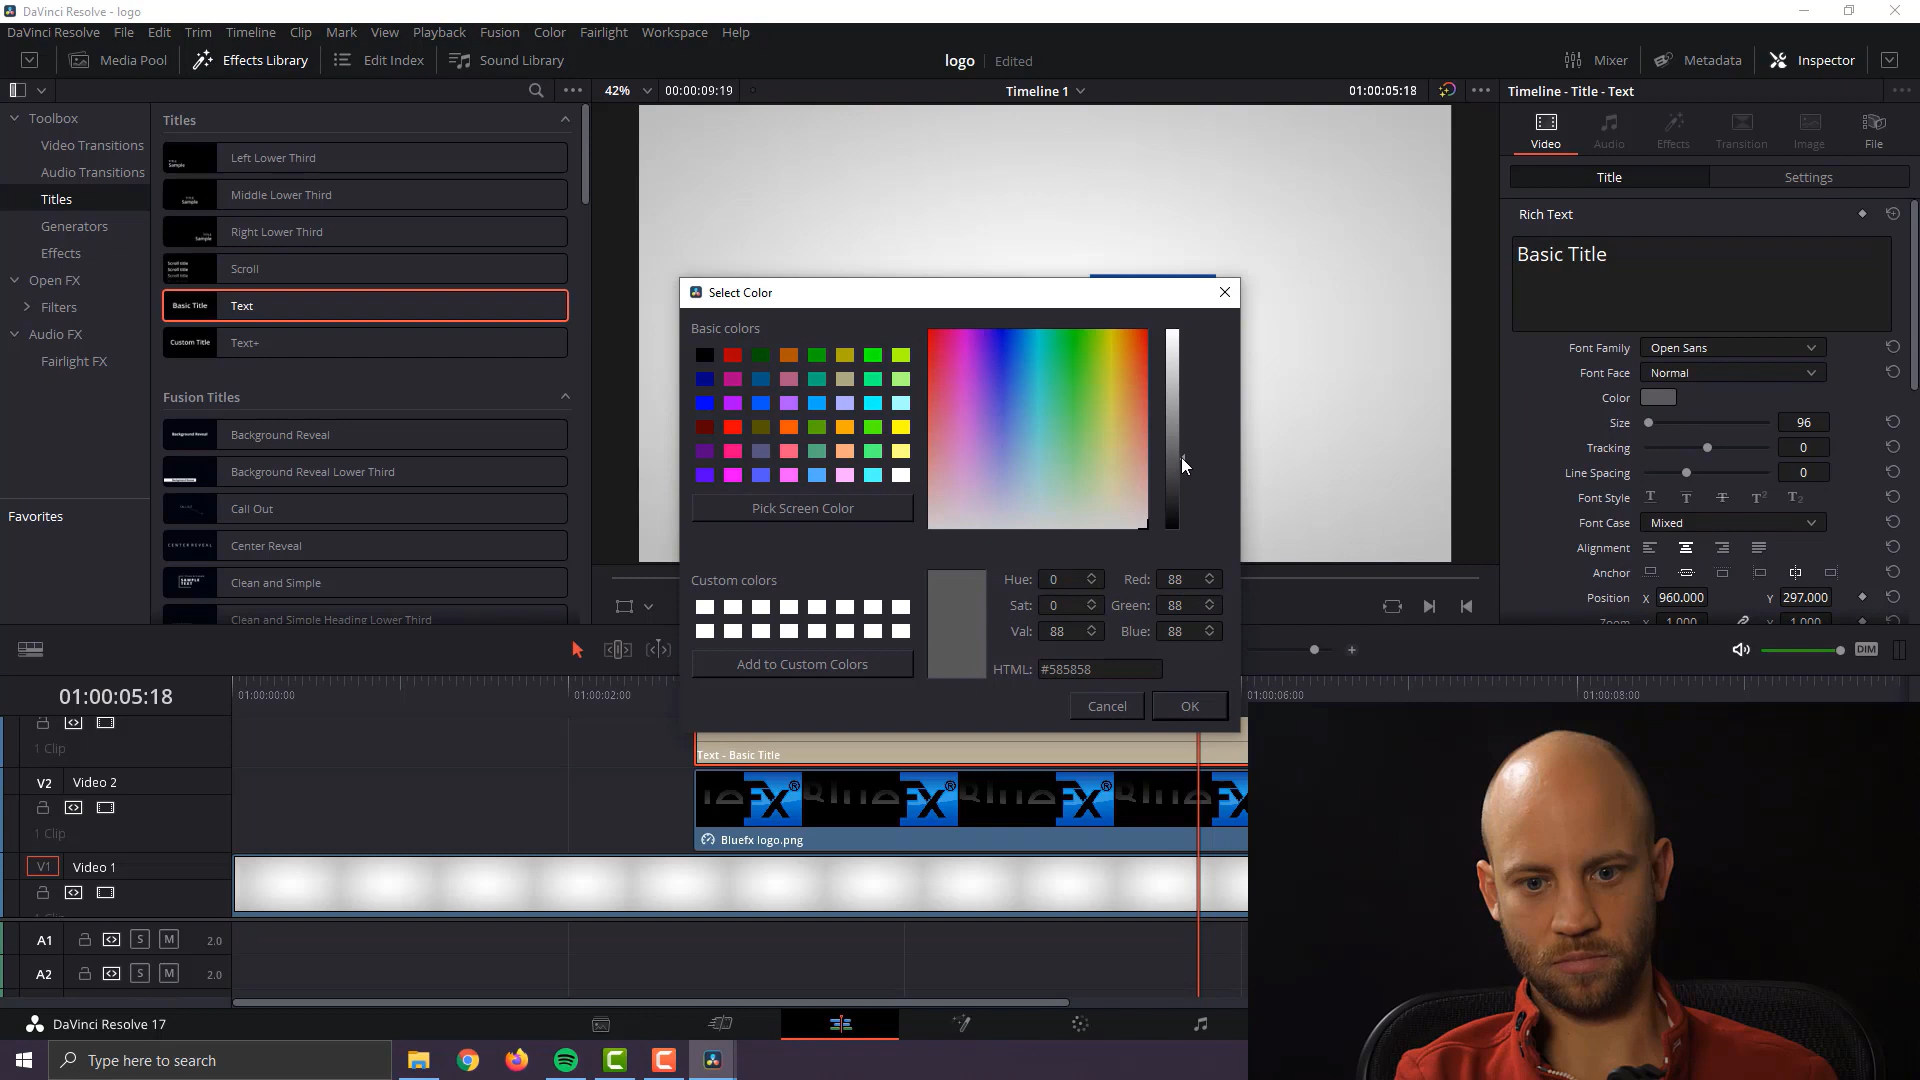 DaVinci Resolve - logo
DaVinci Resolve File Edit Trim Timeline Clip Mark View Playback Fusion Color Fairlight Workspace Help
Media Pool Effects Library Edit Index Sound Library logo Edited Mixer Metadata Inspector
42% 00:00:09:19 Timeline 1 01:00:05:18 Timeline - Title - Text
Toolbox
Video Transitions
Audio Transitions
Titles
Generators
Effects
Open FX
Filters
Audio FX
Fairlight FX
Favorites
Titles
Left Lower Third
Middle Lower Third
Right Lower Third
Scroll
Basic Title Text
Custom Title Text+
Fusion Titles
Background Reveal
Background Reveal Lower Third
Call Out
CENTER REVEAL Center Reveal
Clean and Simple
Clean and Simple Heading Lower Third
Select Color
Basic colors
Pick Screen Color
Custom colors
Add to Custom Colors
Hue: 0 Red: 88
Sat: 0 Green: 88
Val: 88 Blue: 88
HTML: #585858
Cancel OK
Video Audio Effects Transition Image File
Title Settings
Rich Text
Basic Title
Font Family Open Sans
Font Face Normal
Color
Size 96
Tracking 0
Line Spacing 0
Font Style T T T T² T₂
Font Case Mixed
Alignment
Anchor
Position X 960.000 Y 297.000
Zoom X 1.000 Y 1.000
DIM
01:00:05:18 01:00:00:00 01:00:02:00 01:00:06:00 01:00:08:00
1 Clip
Text - Basic Title
V2 Video 2
1 Clip
Bluefx logo.png
V1 Video 1
A1 S M 2.0
A2 S M 2.0
DaVinci Resolve 17
Type here to search